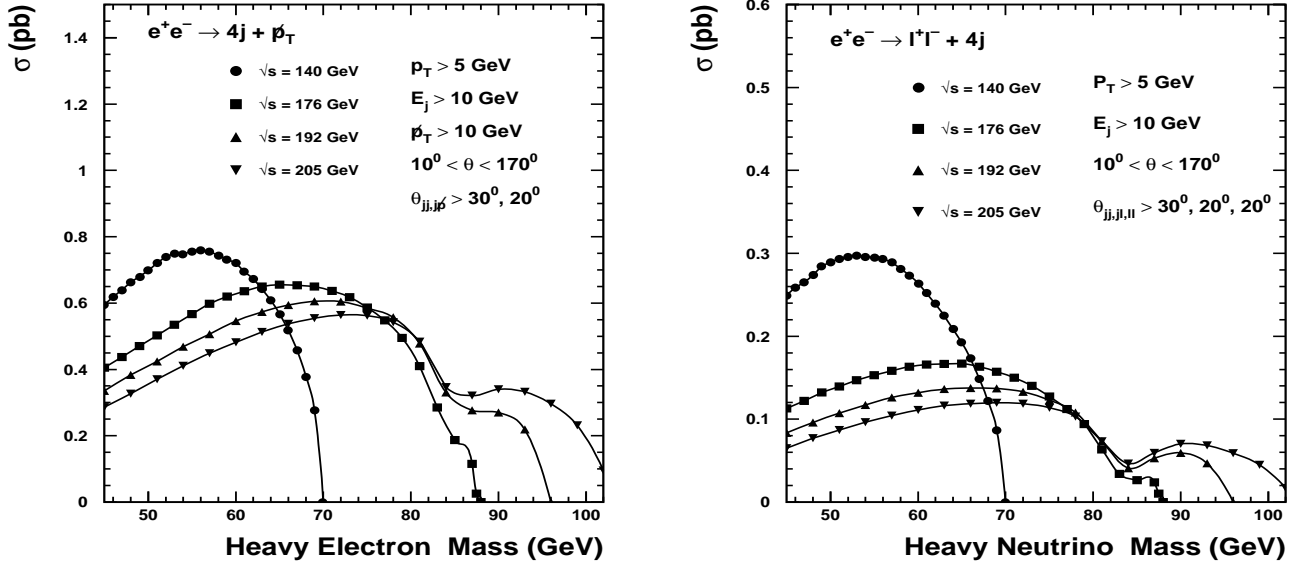 σ (pb)
e⁺e⁻ → 4j + p̸_T
√s = 140 GeV
√s = 176 GeV
√s = 192 GeV
√s = 205 GeV
p_T > 5 GeV
E_j > 10 GeV
p̸_T > 10 GeV
10⁰ < θ < 170⁰
θ_jj,jp̸ > 30⁰, 20⁰
1.4
1.2
1
0.8
0.6
0.4
0.2
0
50 60 70 80 90 100
Heavy Electron Mass (GeV)
σ (pb)
e⁺e⁻ → l⁺l⁻ + 4j
√s = 140 GeV
√s = 176 GeV
√s = 192 GeV
√s = 205 GeV
P_T > 5 GeV
E_j > 10 GeV
10⁰ < θ < 170⁰
θ_jj,jl,ll > 30⁰, 20⁰, 20⁰
0.6
0.5
0.4
0.3
0.2
0.1
0
50 60 70 80 90 100
Heavy Neutrino Mass (GeV)